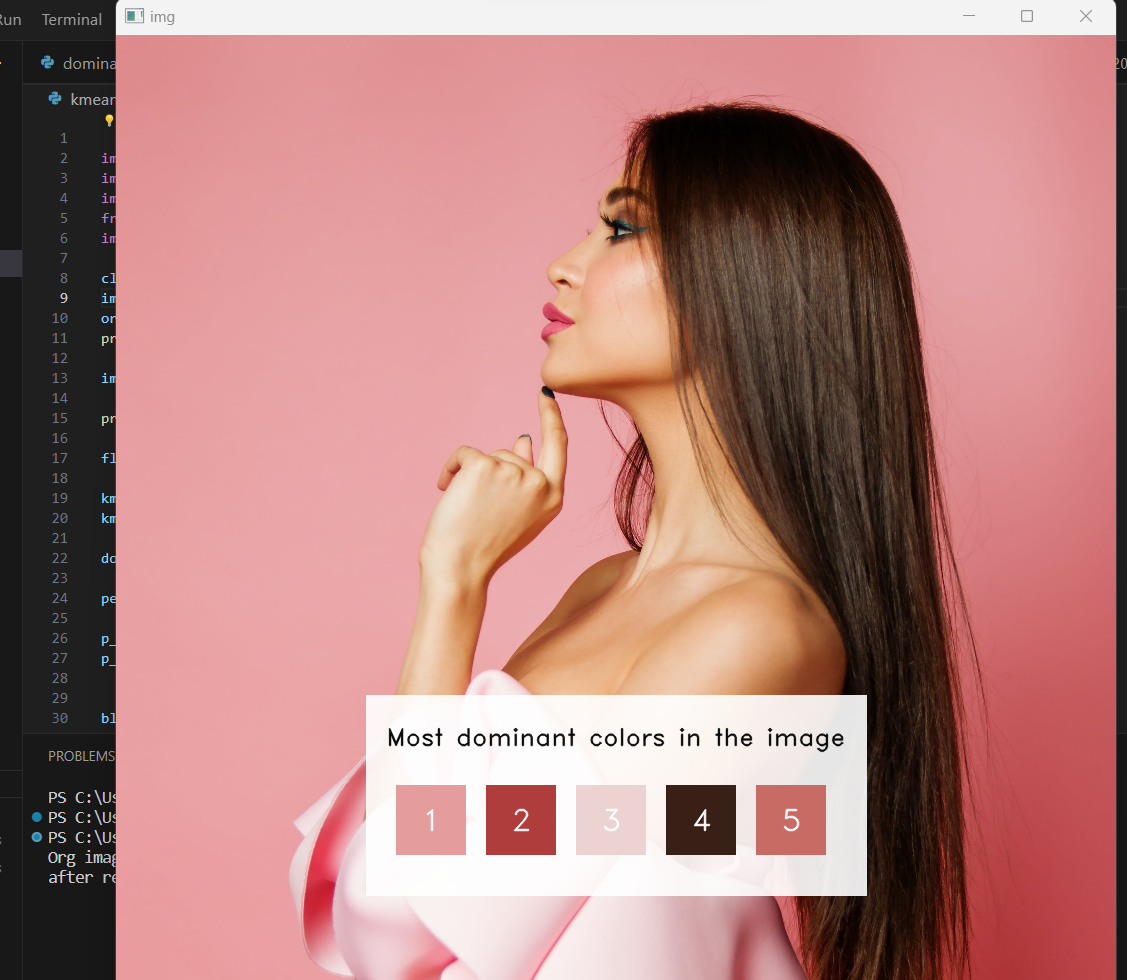 Run Terminal
img
20
domina
kmear
1
2 im
3 im
4 im
5 fr
6 im
7
8 cl
9 im
10 or
11 pr
12
13 im
14
15 pr
16
17 fl
18
19 km
20 km
21
22 do
23
24 pe
25
26 p_
27 p_
28
29
30 bl
PROBLEMS
PS C:\Us
PS C:\Us
PS C:\Us
Org imag
after re
Most dominant colors in the image
1 2 3 4 5